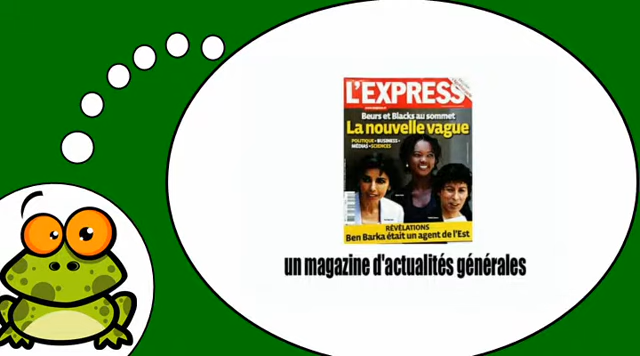 L'EXPRESS
Beurs et Blacks au sommet
La nouvelle vague
POLITIQUE • BUSINESS •
MÉDIAS • SCIENCES
RÉVÉLATIONS
Ben Barka était un agent de l'Est
un magazine d'actualités générales